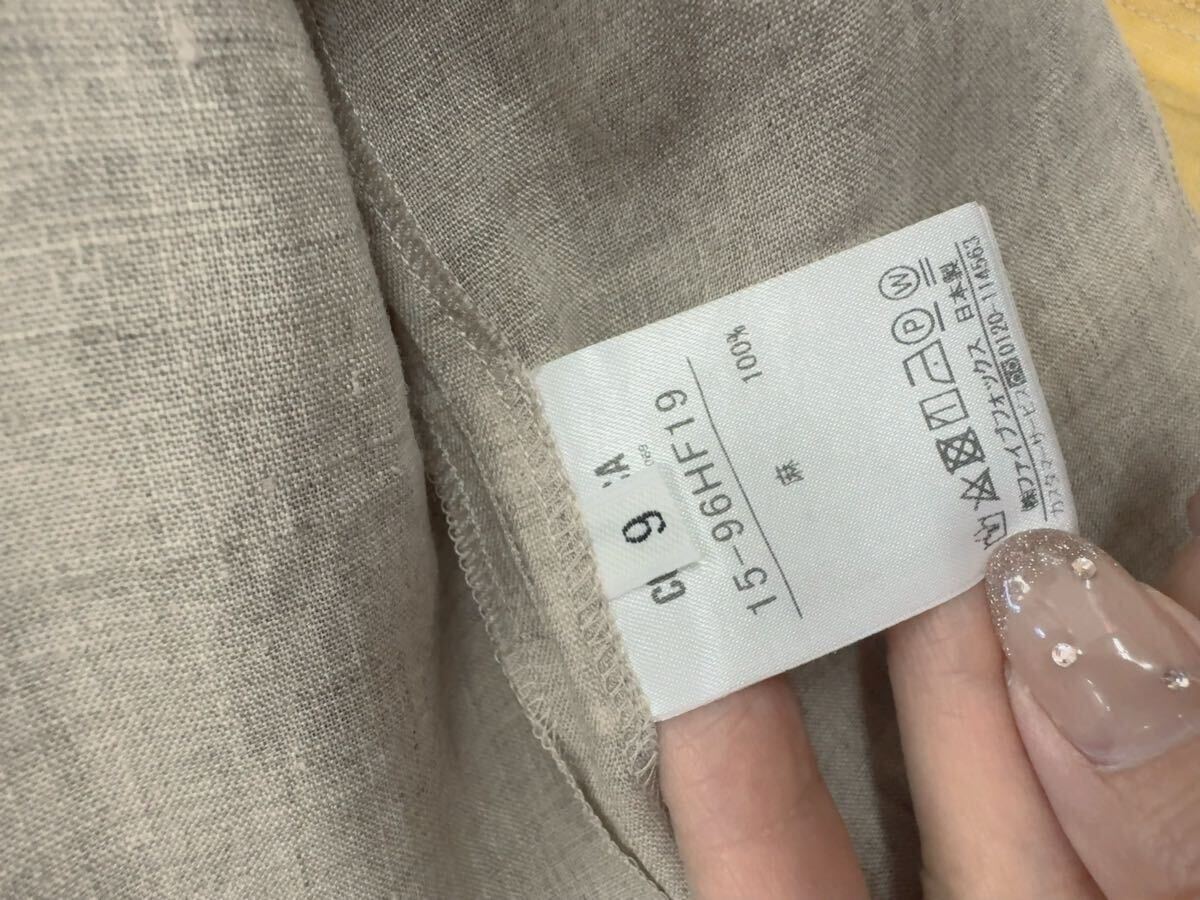 9
15-96HF19
麻 100%
P W
㈱ファイブフォックス 日本製
カスタマーサービス 0120-114563